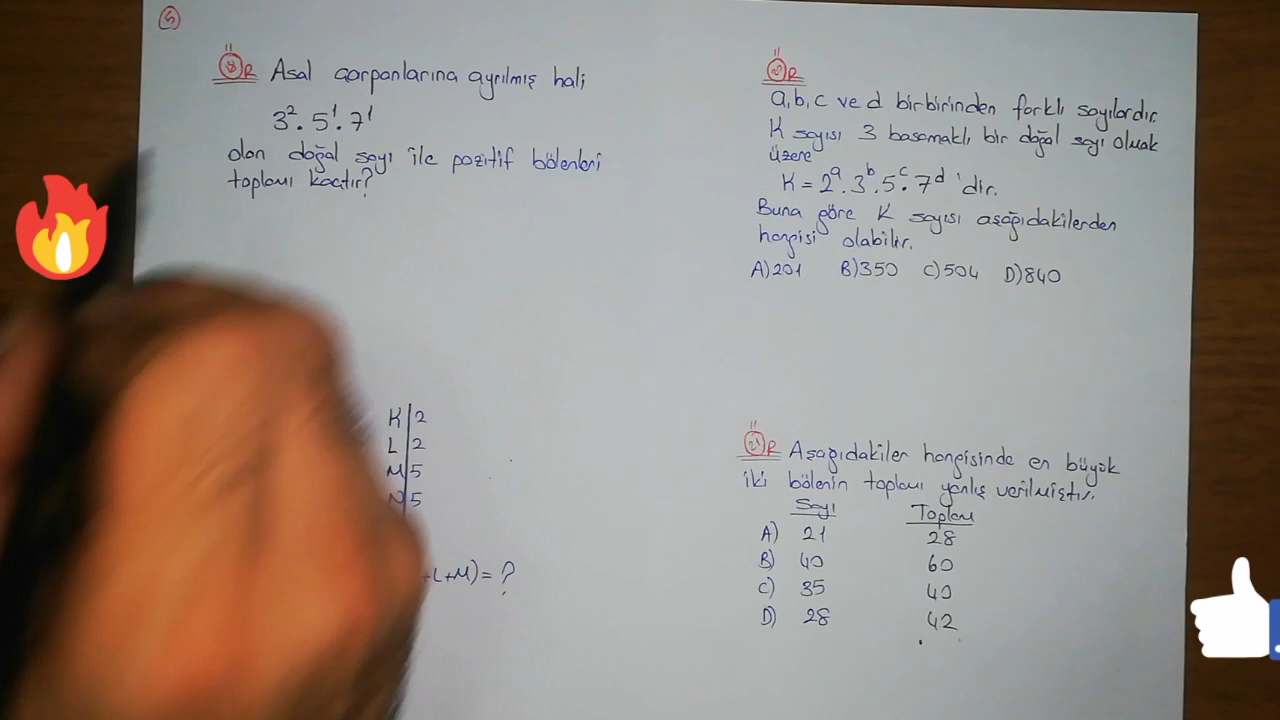 5
18 R Asal çarpanlarına ayrılmış hali
3². 5¹. 7¹
olan doğal sayı ile pozitif bölenleri
toplamı kaçtır?
K | 2
L | 2
M | 5
N | 5
+L+M) = ?
R
a, b, c ve d birbirinden farklı sayılardır.
K sayısı 3 basamaklı bir doğal sayı olmak
üzere
K = 2ᵃ. 3ᵇ. 5ᶜ. 7ᵈ 'dir.
Buna göre K sayısı aşağıdakilerden
hangisi olabilir.
A) 201 B) 350 C) 504 D) 840
21 R Aşağıdakiler hangisinde en büyük
iki bölenin toplamı yanlış verilmiştir.
Sayı Toplam
A) 21 28
B) 40 60
C) 35 40
D) 28 42